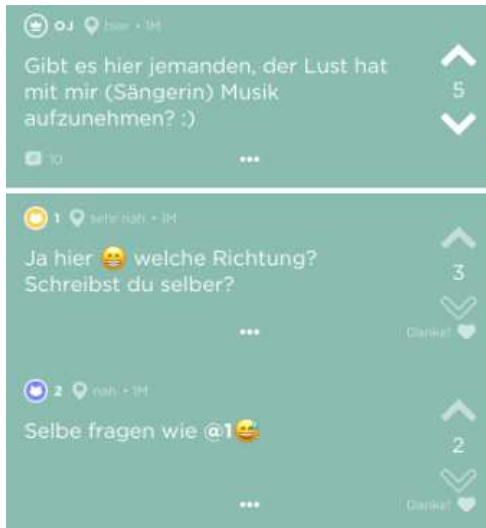 OJ hier • 1M
Gibt es hier jemanden, der Lust hat
mit mir (Sängerin) Musik
aufzunehmen? :)
5
10
1 sehr nah • 1M
Ja hier 😁 welche Richtung?
Schreibst du selber?
3
Danke!
2 nah • 1M
Selbe fragen wie @1😅
2
Danke!